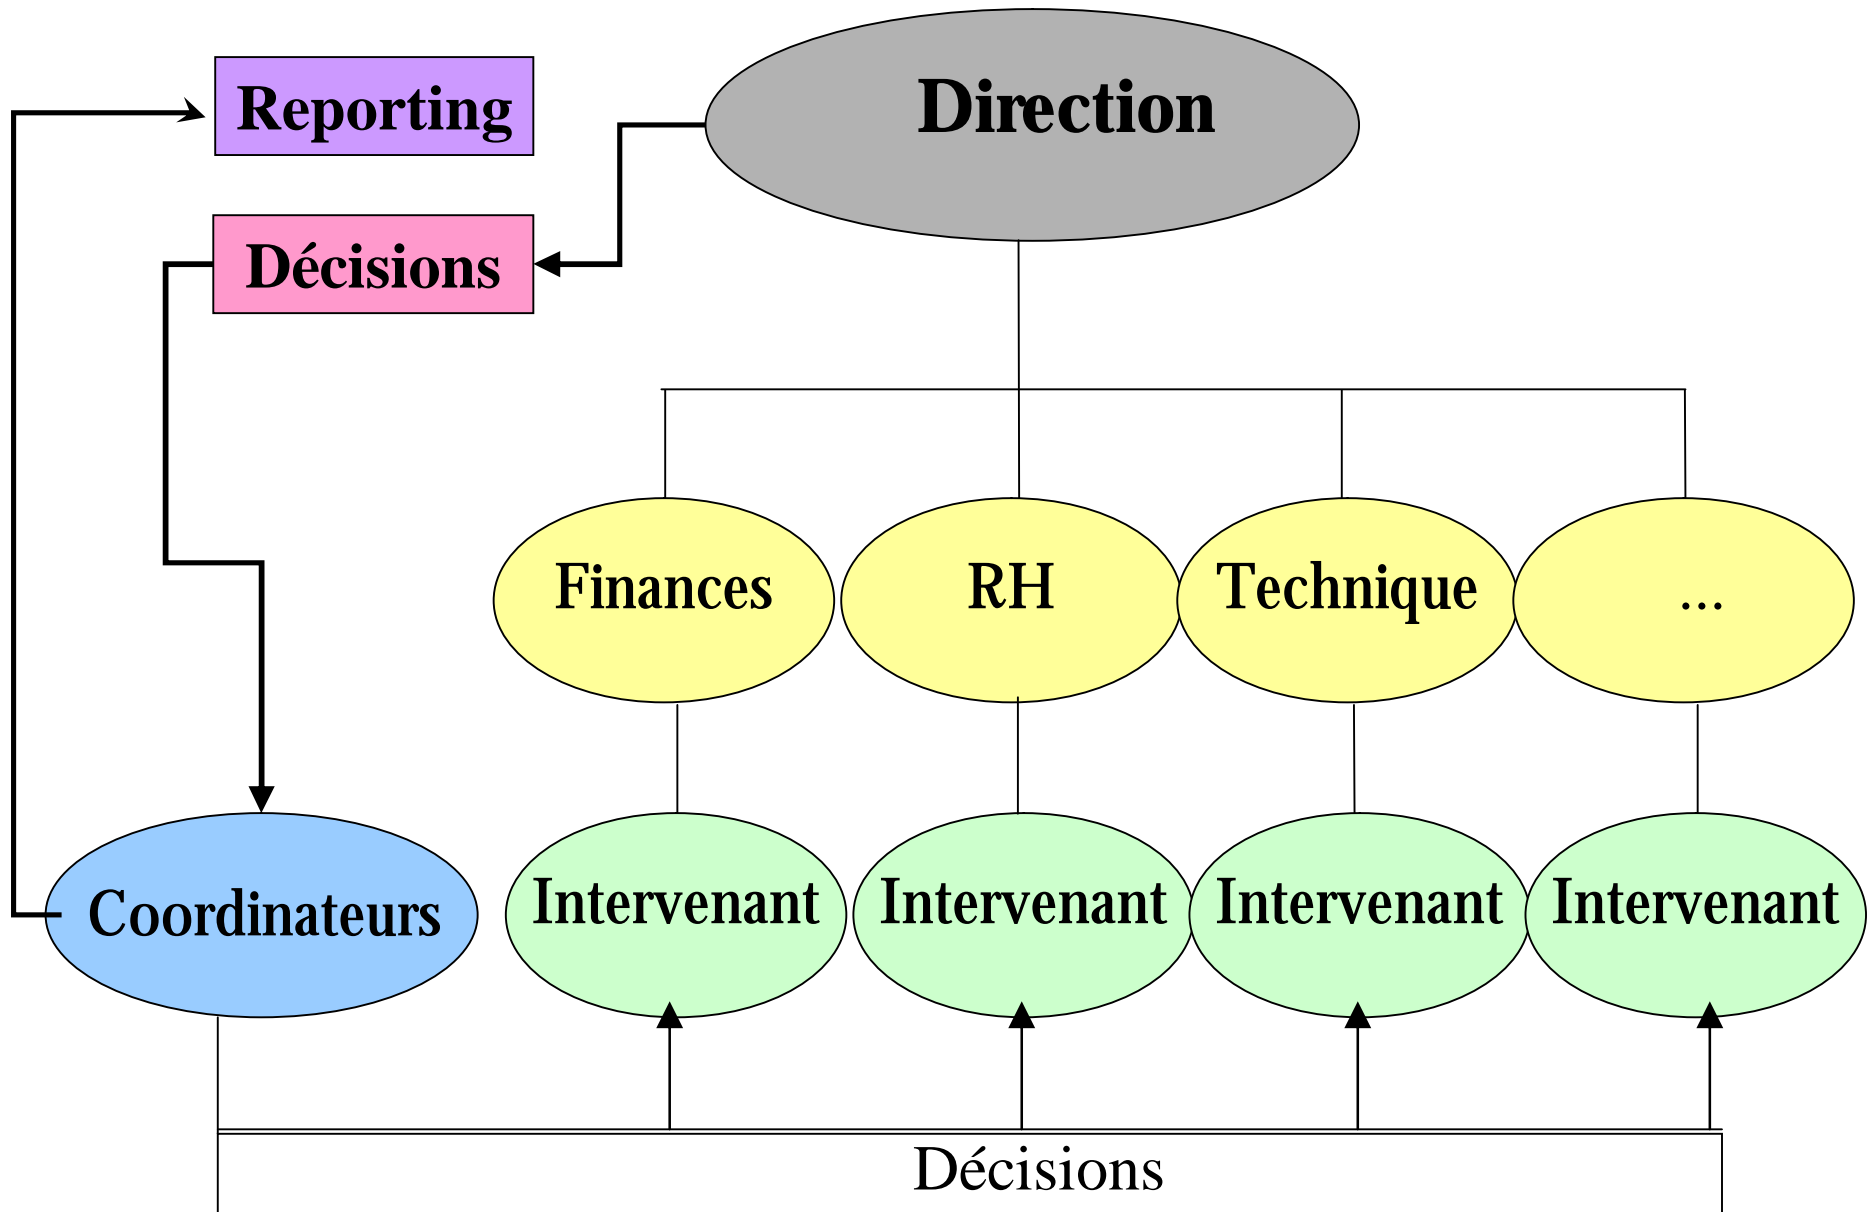 Direction
Reporting
Décisions
Finances
RH
Technique
...
Coordinateurs
Intervenant
Intervenant
Intervenant
Intervenant
Décisions